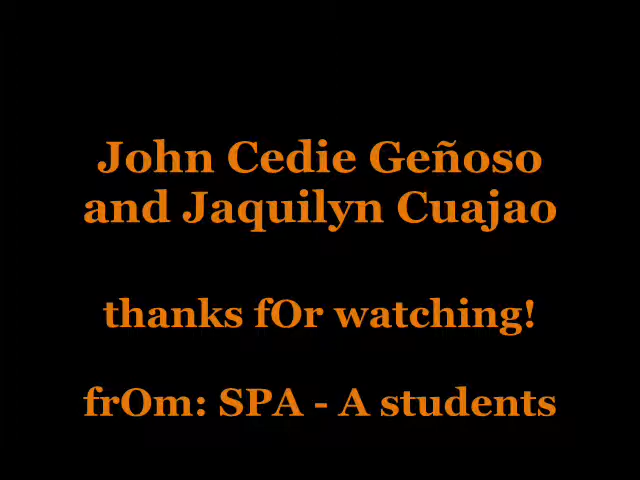 John Cedie Geñoso
and Jaquilyn Cuajao
thanks fOr watching!
frOm: SPA - A students